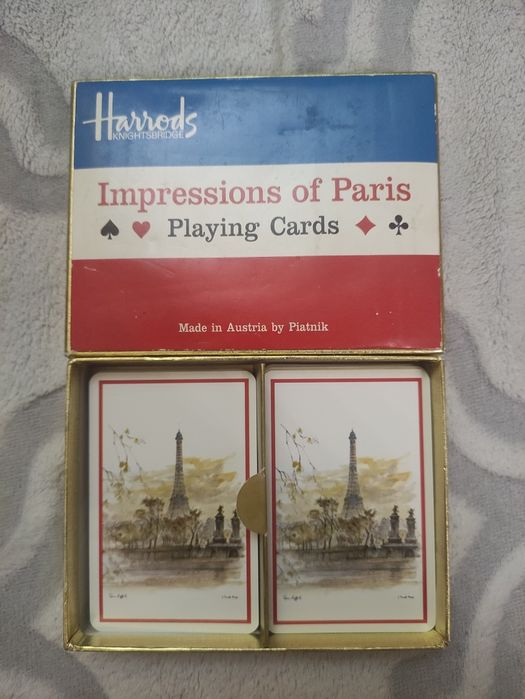 Harrods
KNIGHTSBRIDGE
Impressions of Paris
Playing Cards
Made in Austria by Piatnik